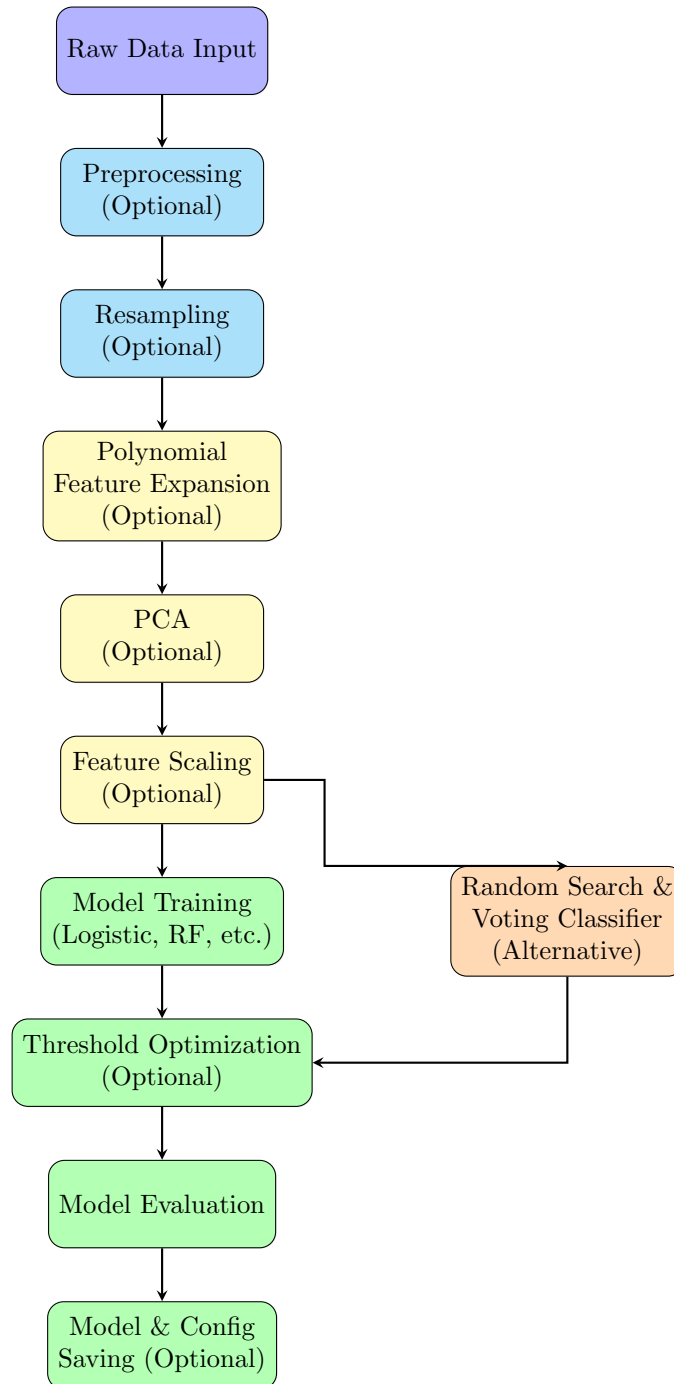 Raw Data Input
Preprocessing
(Optional)
Resampling
(Optional)
Polynomial
Feature Expansion
(Optional)
PCA
(Optional)
Feature Scaling
(Optional)
Model Training
(Logistic, RF, etc.)
Random Search &
Voting Classifier
(Alternative)
Threshold Optimization
(Optional)
Model Evaluation
Model & Config
Saving (Optional)